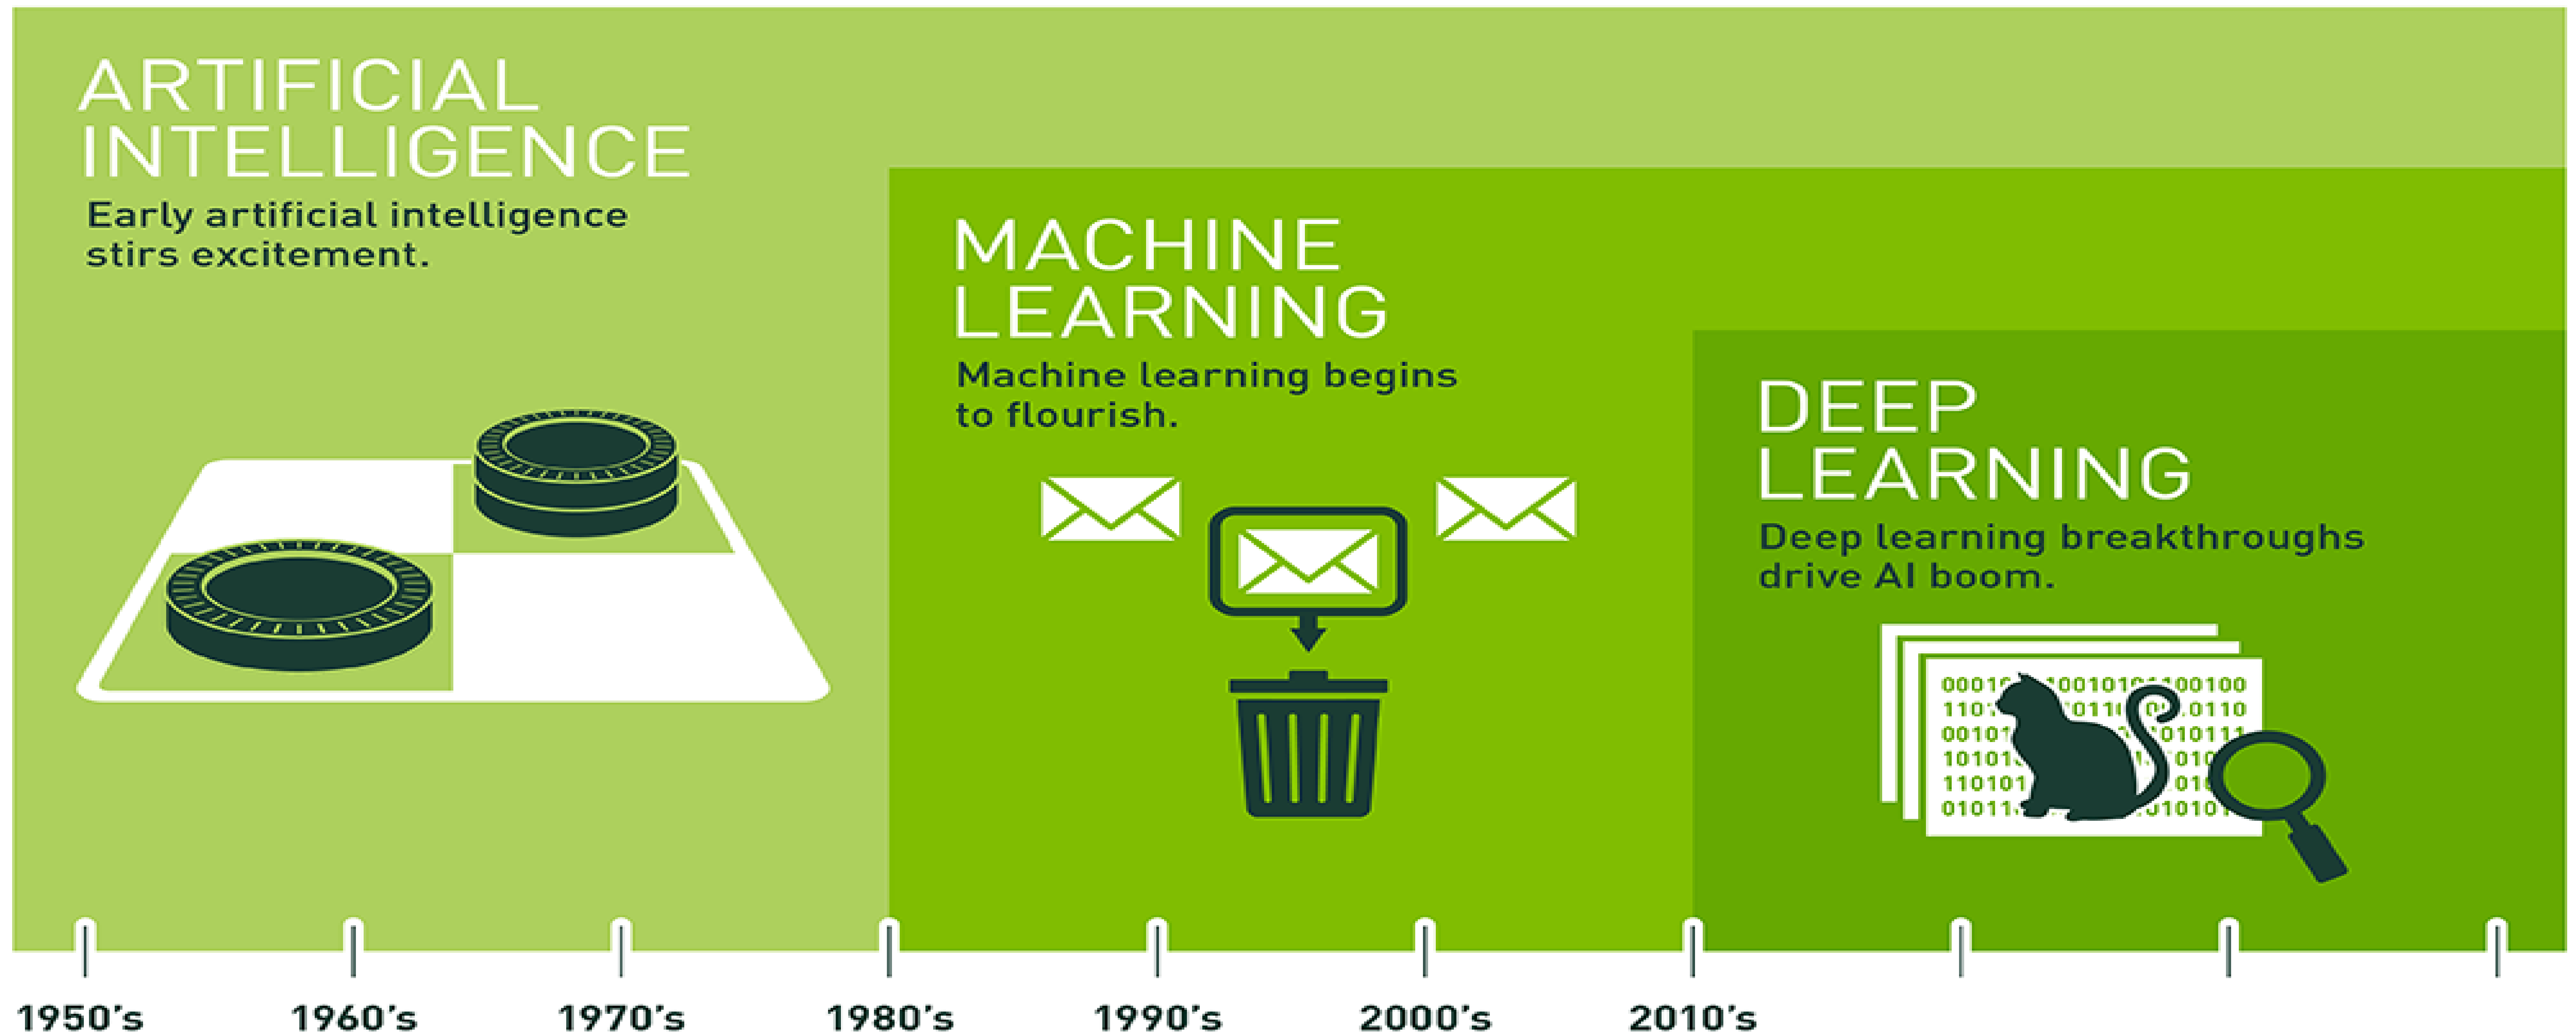 ARTIFICIAL
INTELLIGENCE
Early artificial intelligence
stirs excitement.
MACHINE
LEARNING
Machine learning begins
to flourish.
DEEP
LEARNING
Deep learning breakthroughs
drive AI boom.
1950's 1960's 1970's 1980's 1990's 2000's 2010's